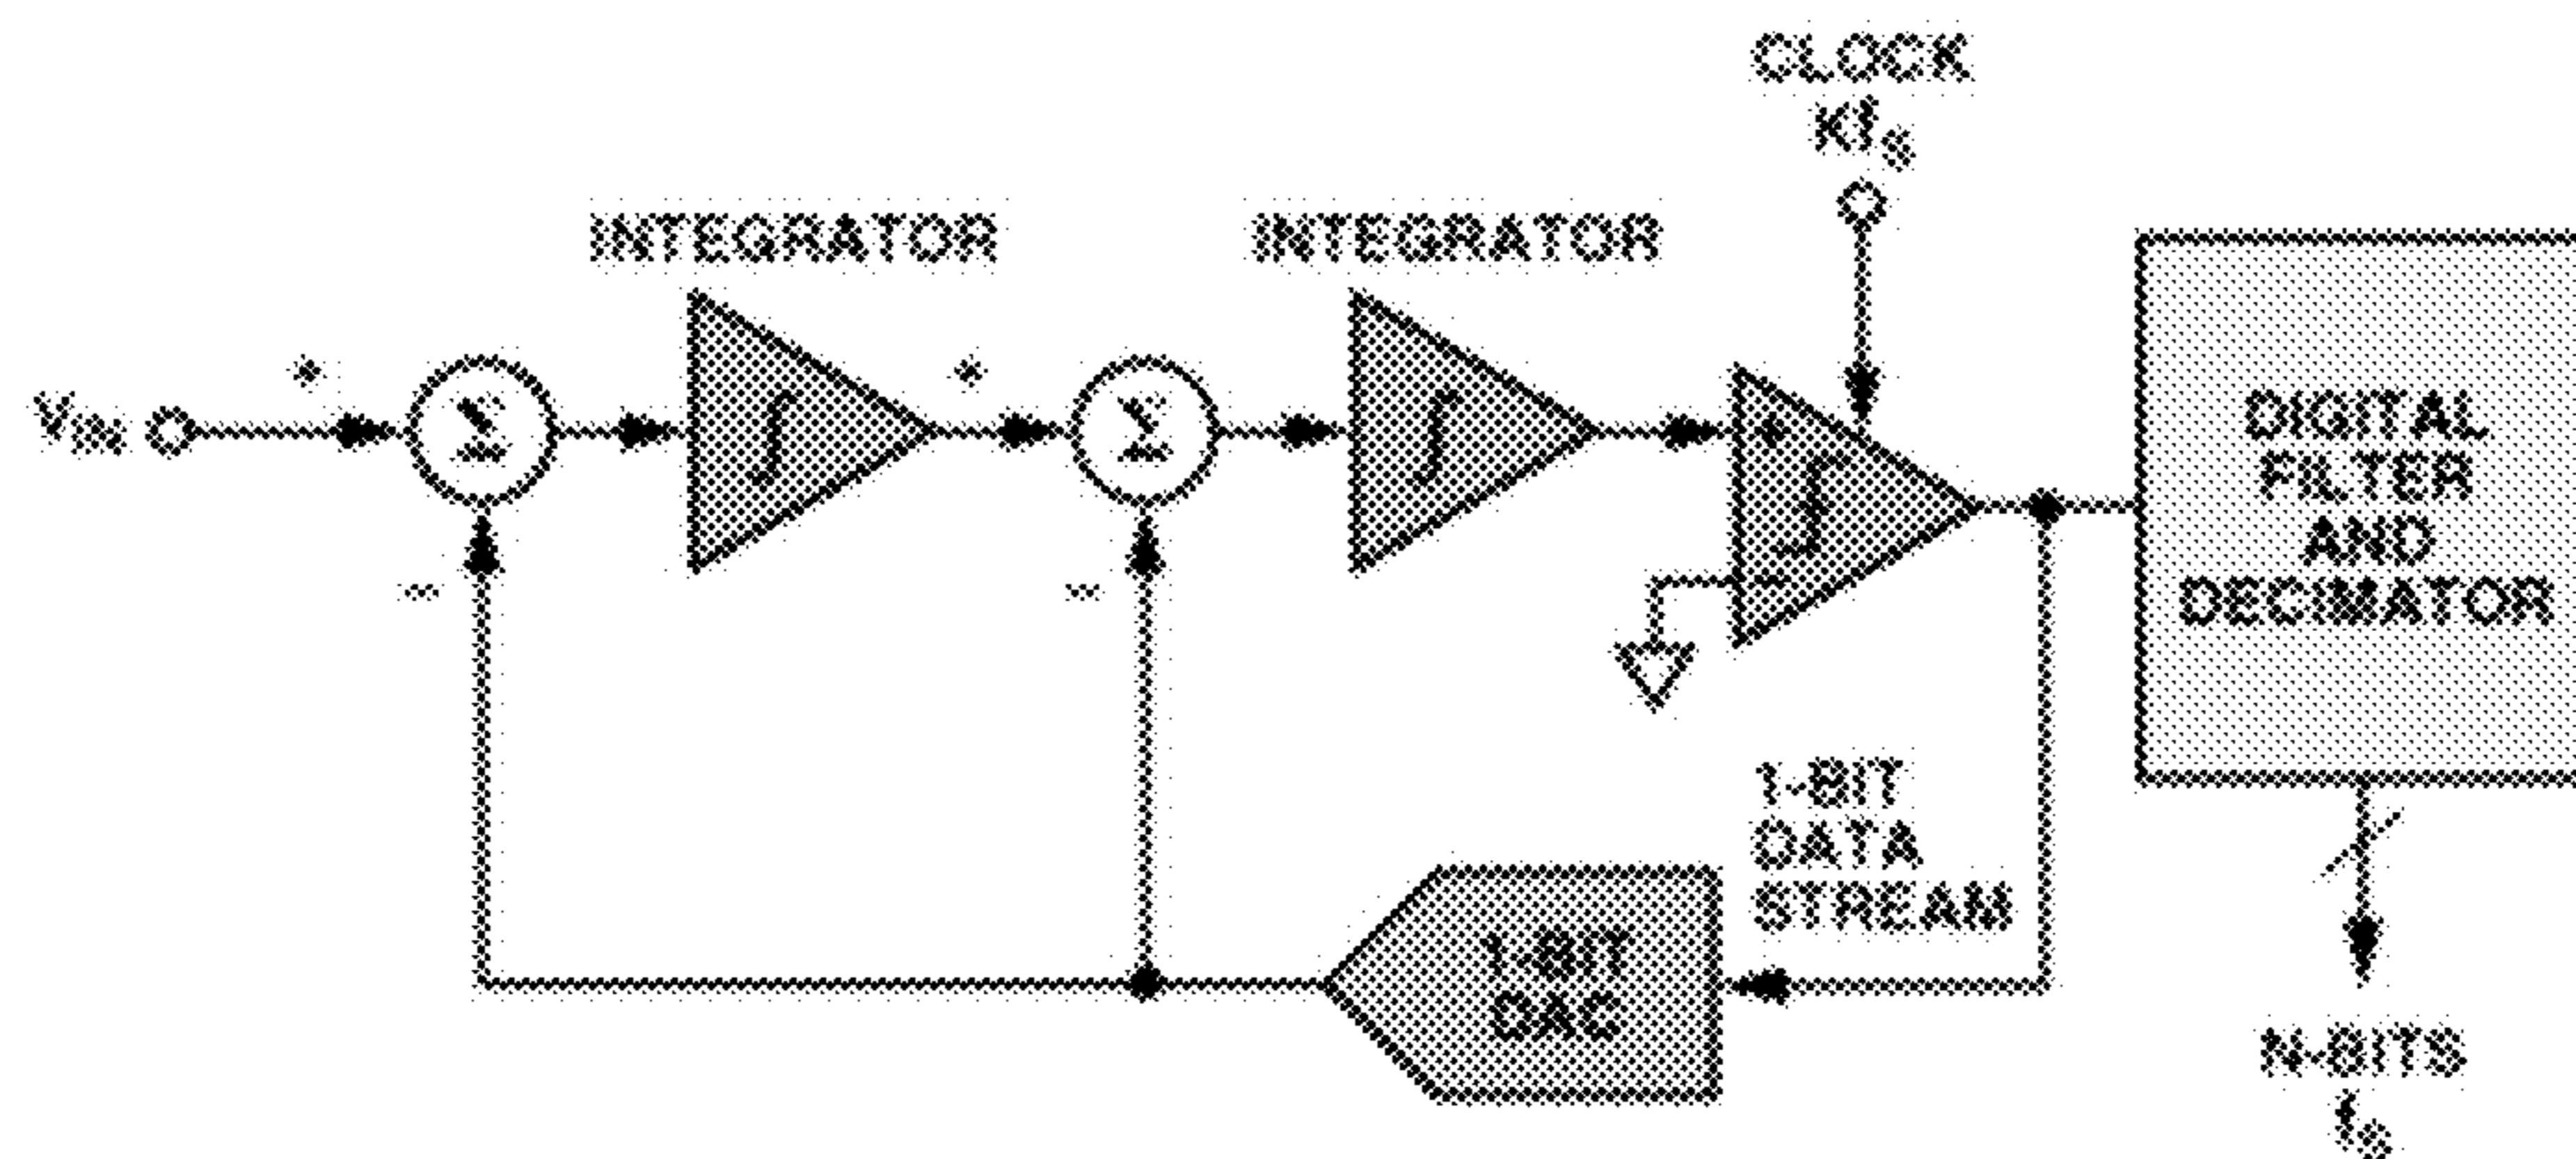 CLOCK
Kfs
INTEGRATOR
INTEGRATOR
+
+
VIN
Σ
∫
Σ
∫
+
DIGITAL
FILTER
AND
DECIMATOR
–
–
–
1-BIT
DATA
STREAM
1-BIT
DAC
N-BITS
fs